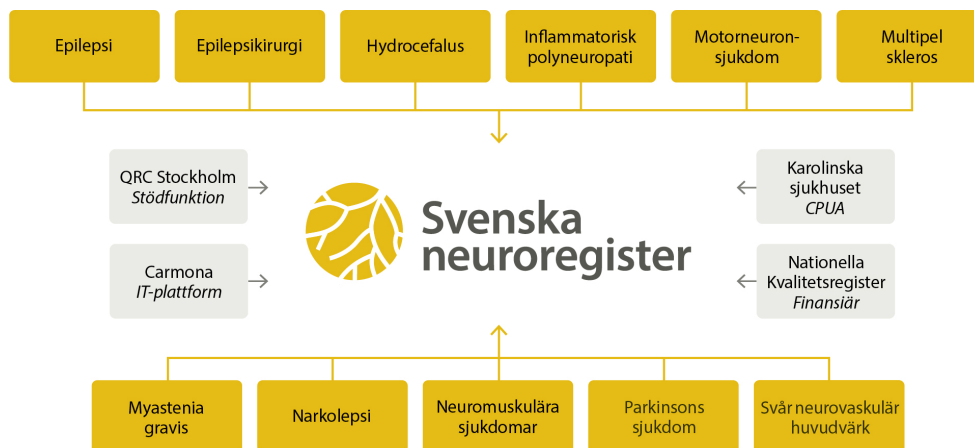 Epilepsi
Epilepsikirurgi
Hydrocefalus
Inflammatorisk
polyneuropati
Motorneuron-
sjukdom
Multipel
skleros
QRC Stockholm
Stödfunktion
Karolinska
sjukhuset
CPUA
Svenska
neuroregister
Carmona
IT-plattform
Nationella
Kvalitetsregister
Finansiär
Myastenia
gravis
Narkolepsi
Neuromuskulära
sjukdomar
Parkinsons
sjukdom
Svår neurovaskulär
huvudvärk